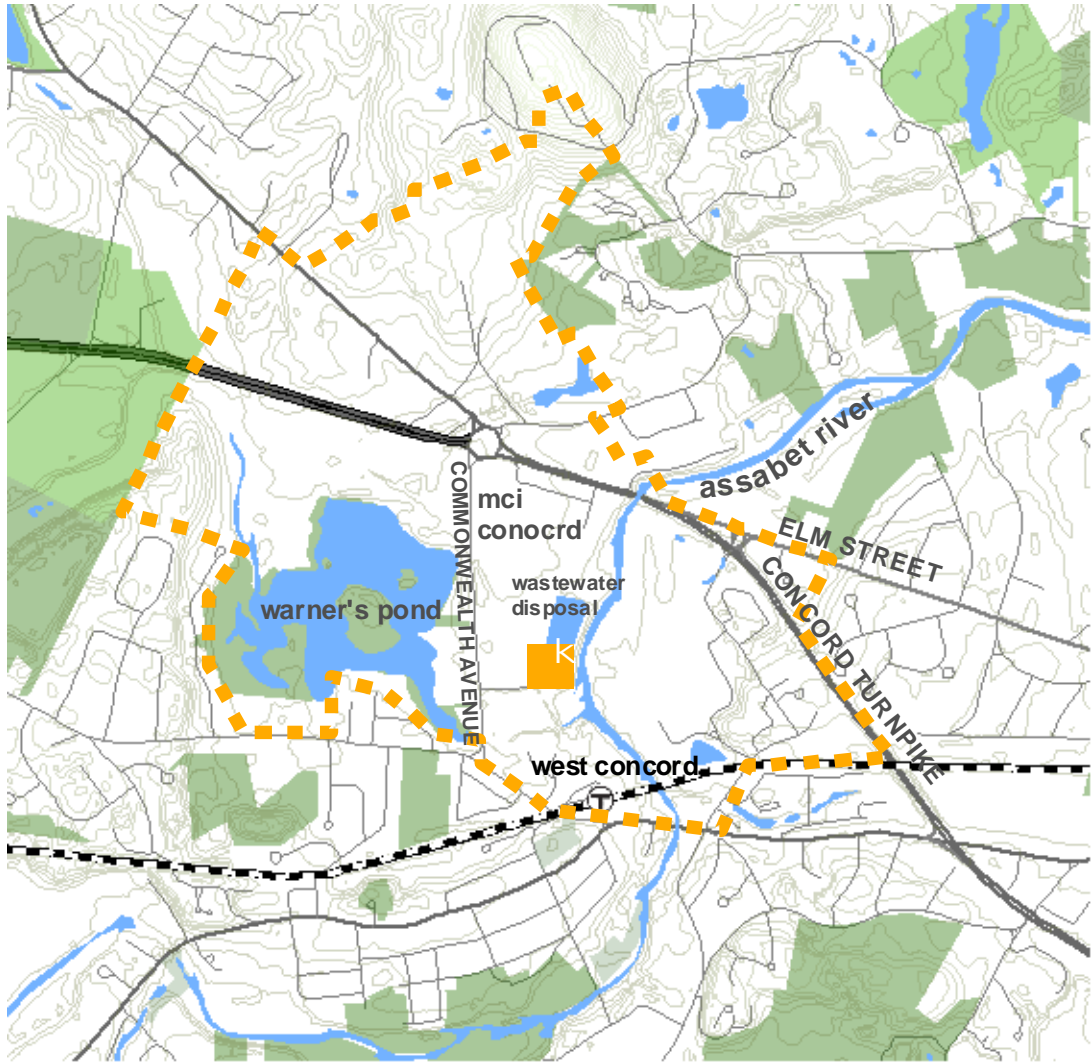 assabet river
COMMONWEALTH AVENUE
mci
conocrd
ELM STREET
CONCORD TURNPIKE
wastewater
disposal
warner's pond
K
west concord
T